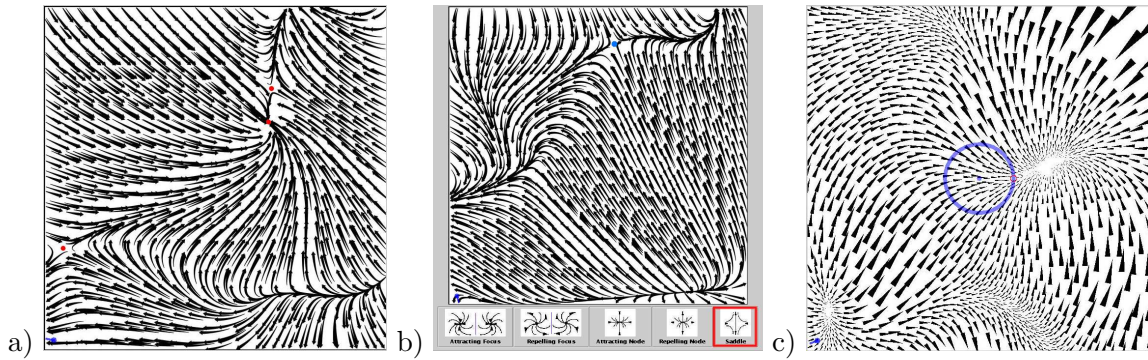 a) b) c)
Attracting Focus Repelling Focus Attracting Node Repelling Node Saddle